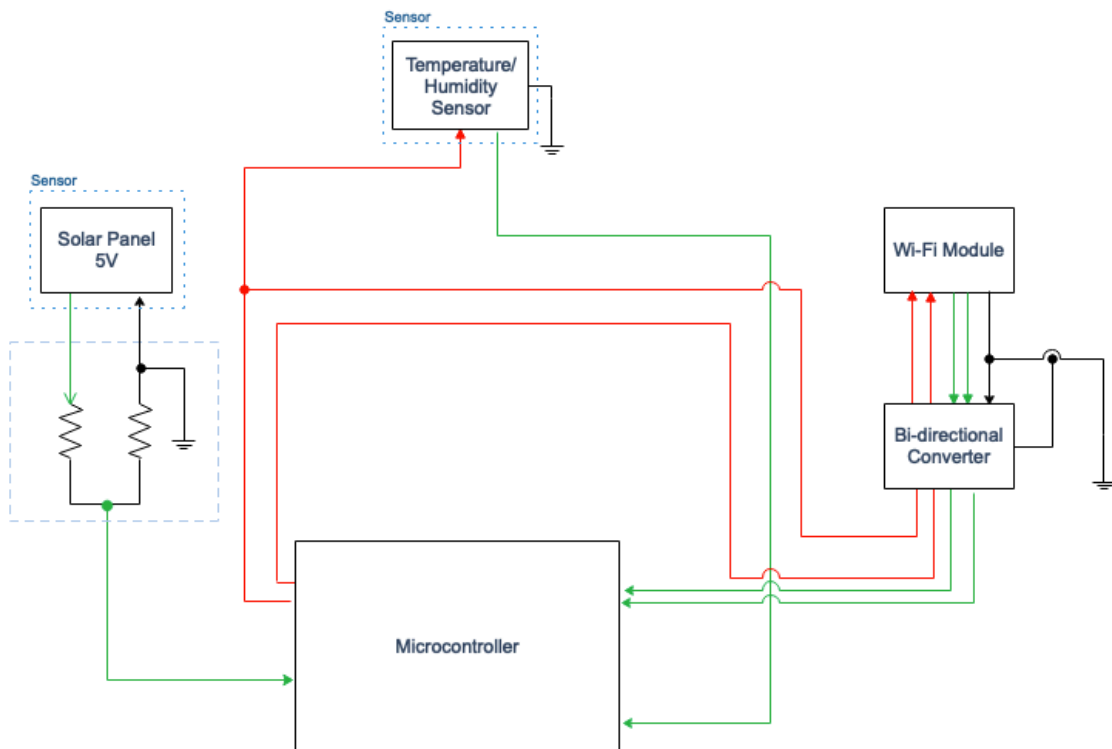 Sensor
Temperature/
Humidity
Sensor
Sensor
Solar Panel
5V
Wi-Fi Module
Bi-directional
Converter
Microcontroller